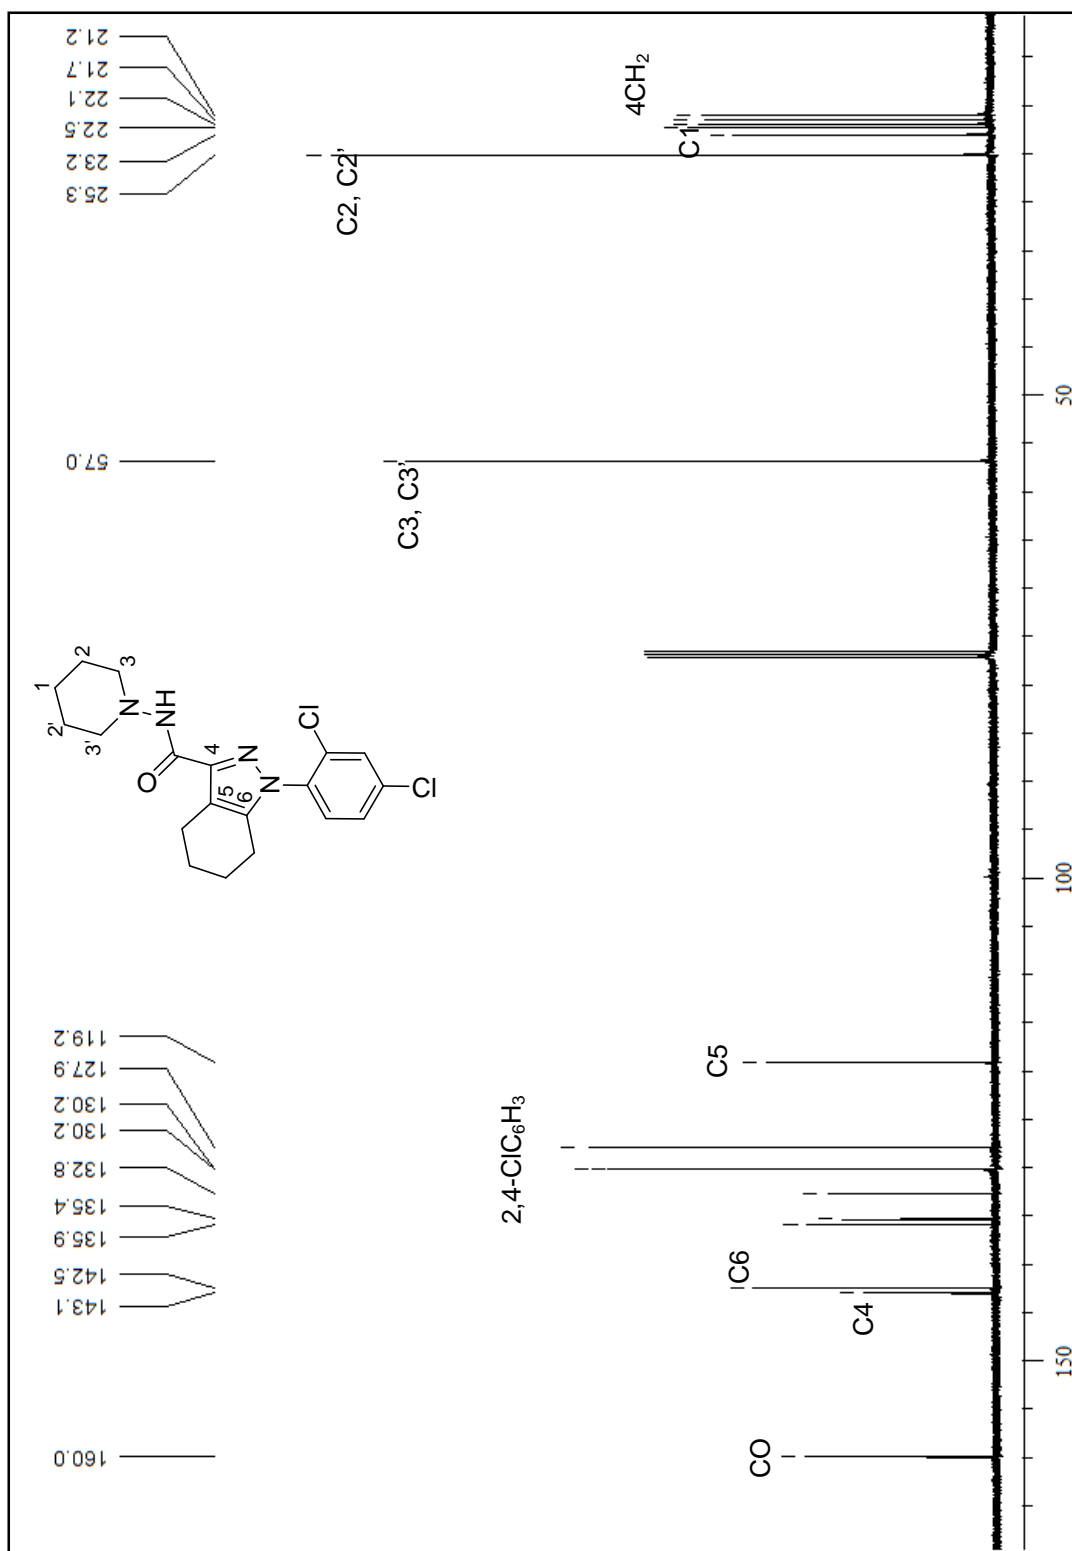 21.2
21.7
22.1
22.5
23.2
25.3
57.0
119.2
127.9
130.2
130.2
132.8
135.4
135.9
142.5
143.1
160.0
4CH₂
C1
C2, C2'
C3, C3'
C5
2,4-ClC₆H₃
C6
C4
CO
1
2
2'
3
3'
N
NH
O
4
N
5
N
6
Cl
Cl
50
100
150